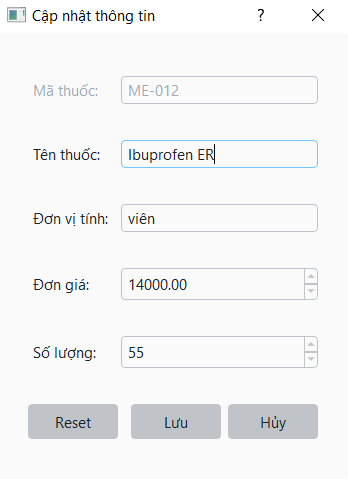 Cập nhật thông tin ?
Mã thuốc: ME-012
Tên thuốc: Ibuprofen ER
Đơn vị tính: viên
Đơn giá: 14000.00
Số lượng: 55
Reset Lưu Hủy